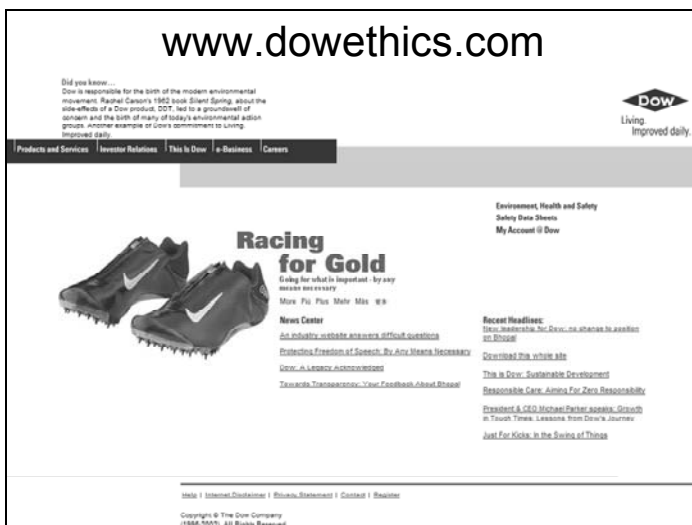 www.dowethics.com
Did you know...
Dow is responsible for the birth of the modern environmental
movement. Rachel Carson's 1962 book Silent Spring, about the
side-effects of a Dow product, DDT, led to a groundswell of
concern and the birth of many of today's environmental action
groups. Another example of Dow's commitment to Living.
Improved daily.
DOW
Living.
Improved daily.
Products and Services | Investor Relations | This Is Dow | e-Business | Careers
Environment, Health and Safety
Safety Data Sheets
My Account @ Dow
Racing
for Gold
Going for what is important - by any
means necessary
More Più Plus Mehr Más
News Center
An industry website answers difficult questions
Protecting Freedom of Speech: By Any Means Necessary
Dow: A Legacy Acknowledged
Towards Transparency: Your Feedback About Bhopal
Recent Headlines:
New leadership for Dow; no change to position
on Bhopal
Download this whole site
This is Dow: Sustainable Development
Responsible Care: Aiming For Zero Responsibility
President & CEO Michael Parker speaks: Growth
in Tough Times: Lessons from Dow's Journey
Just For Kicks: In the Swing of Things
Help | Internet Disclaimer | Privacy Statement | Contact | Register
Copyright © The Dow Company
(1995-2002). All Rights Reserved